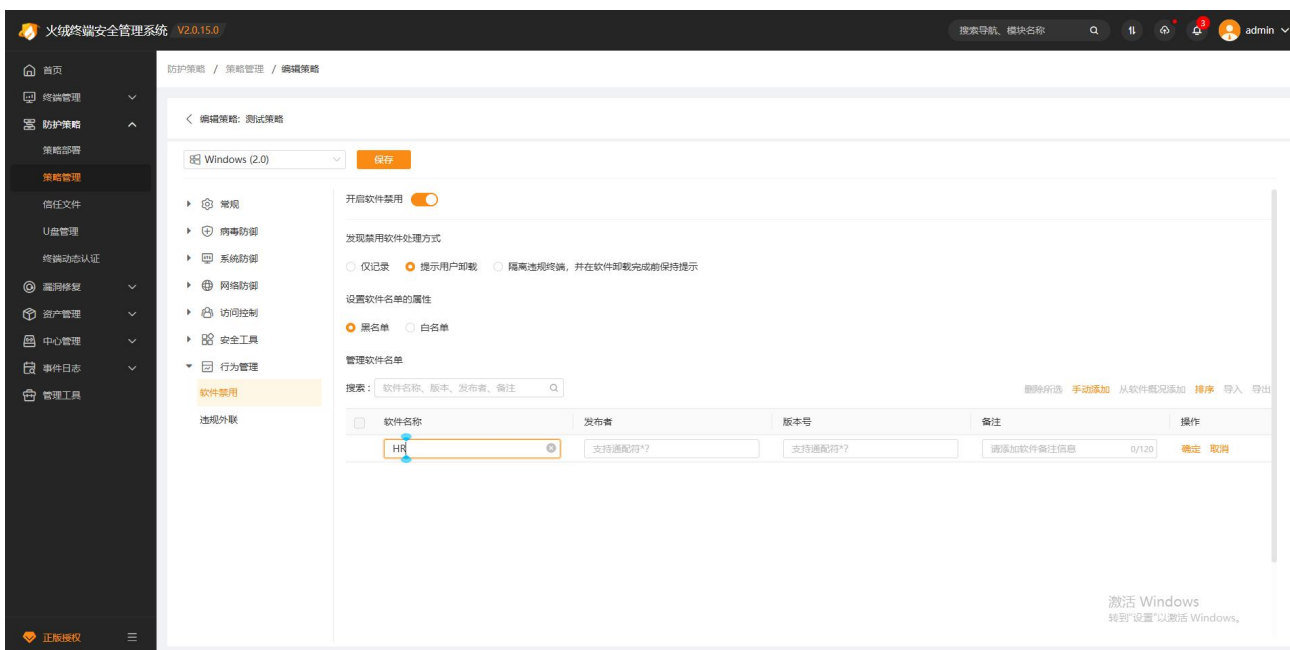 火绒终端安全管理系统 V2.0.15.0 搜索导航、模块名称 3 admin
首页
终端管理
防护策略
策略部署
策略管理
信任文件
U盘管理
终端动态认证
漏洞修复
资产管理
中心管理
事件日志
管理工具
正版授权
防护策略 / 策略管理 / 编辑策略
编辑策略: 测试策略
Windows (2.0) 保存
常规
病毒防御
系统防御
网络防御
访问控制
安全工具
行为管理
软件禁用
违规外联
开启软件禁用
发现禁用软件处理方式
仅记录 提示用户卸载 隔离违规终端，并在软件卸载完成前保持提示
设置软件名单的属性
黑名单 白名单
管理软件名单
搜索： 软件名称、版本、发布者、备注 删除所选 手动添加 从软件概况添加 排序 导入 导出
软件名称 发布者 版本号 备注 操作
HR 支持通配符*? 支持通配符*? 请添加软件备注信息 0/120 确定 取消
激活 Windows
转到"设置"以激活 Windows。